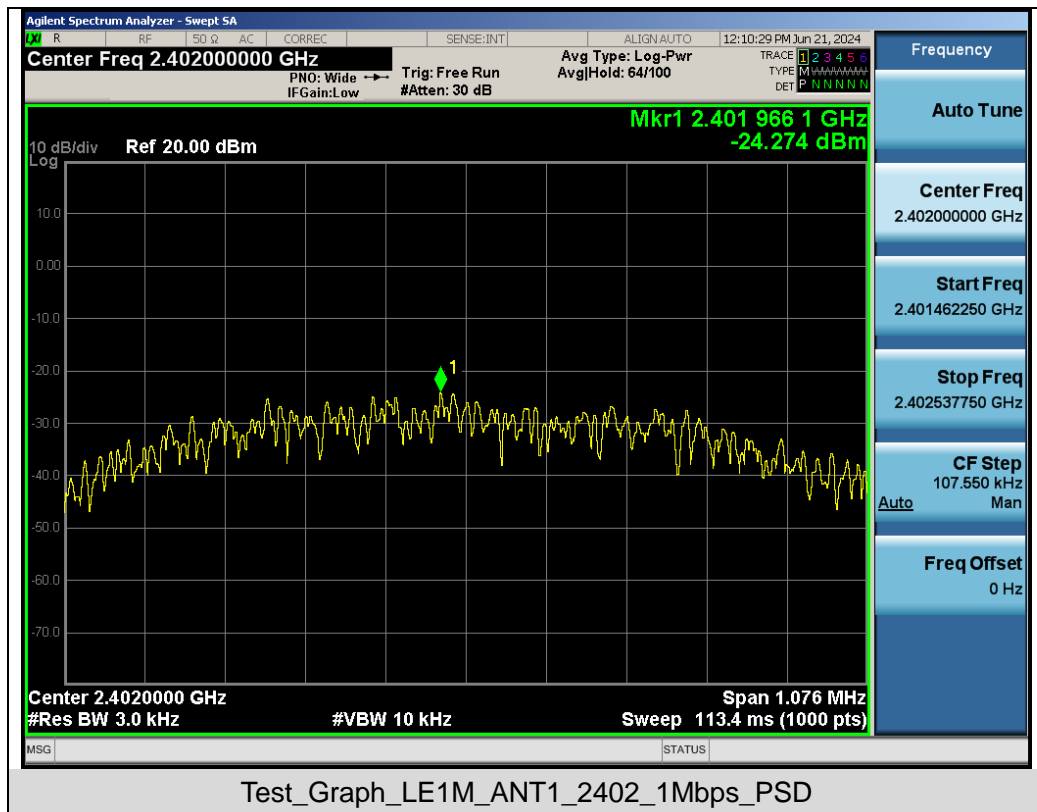 Agilent Spectrum Analyzer - Swept SA
LXI R RF 50 Ω AC CORREC SENSE:INT ALIGN AUTO 12:10:29 PM Jun 21, 2024
Center Freq 2.402000000 GHz
PNO: Wide
IFGain:Low
Trig: Free Run
#Atten: 30 dB
Avg Type: Log-Pwr
Avg|Hold: 64/100
TRACE 1 2 3 4 5 6
TYPE M WWWWW
DET P N N N N N
Mkr1 2.401 966 1 GHz
-24.274 dBm
10 dB/div Ref 20.00 dBm
Log
10.0
0.00
-10.0
-20.0
-30.0
-40.0
-50.0
-60.0
-70.0
1
Center 2.4020000 GHz Span 1.076 MHz
#Res BW 3.0 kHz #VBW 10 kHz Sweep 113.4 ms (1000 pts)
MSG STATUS
Frequency
Auto Tune
Center Freq
2.402000000 GHz
Start Freq
2.401462250 GHz
Stop Freq
2.402537750 GHz
CF Step
107.550 kHz
Auto Man
Freq Offset
0 Hz
Test_Graph_LE1M_ANT1_2402_1Mbps_PSD